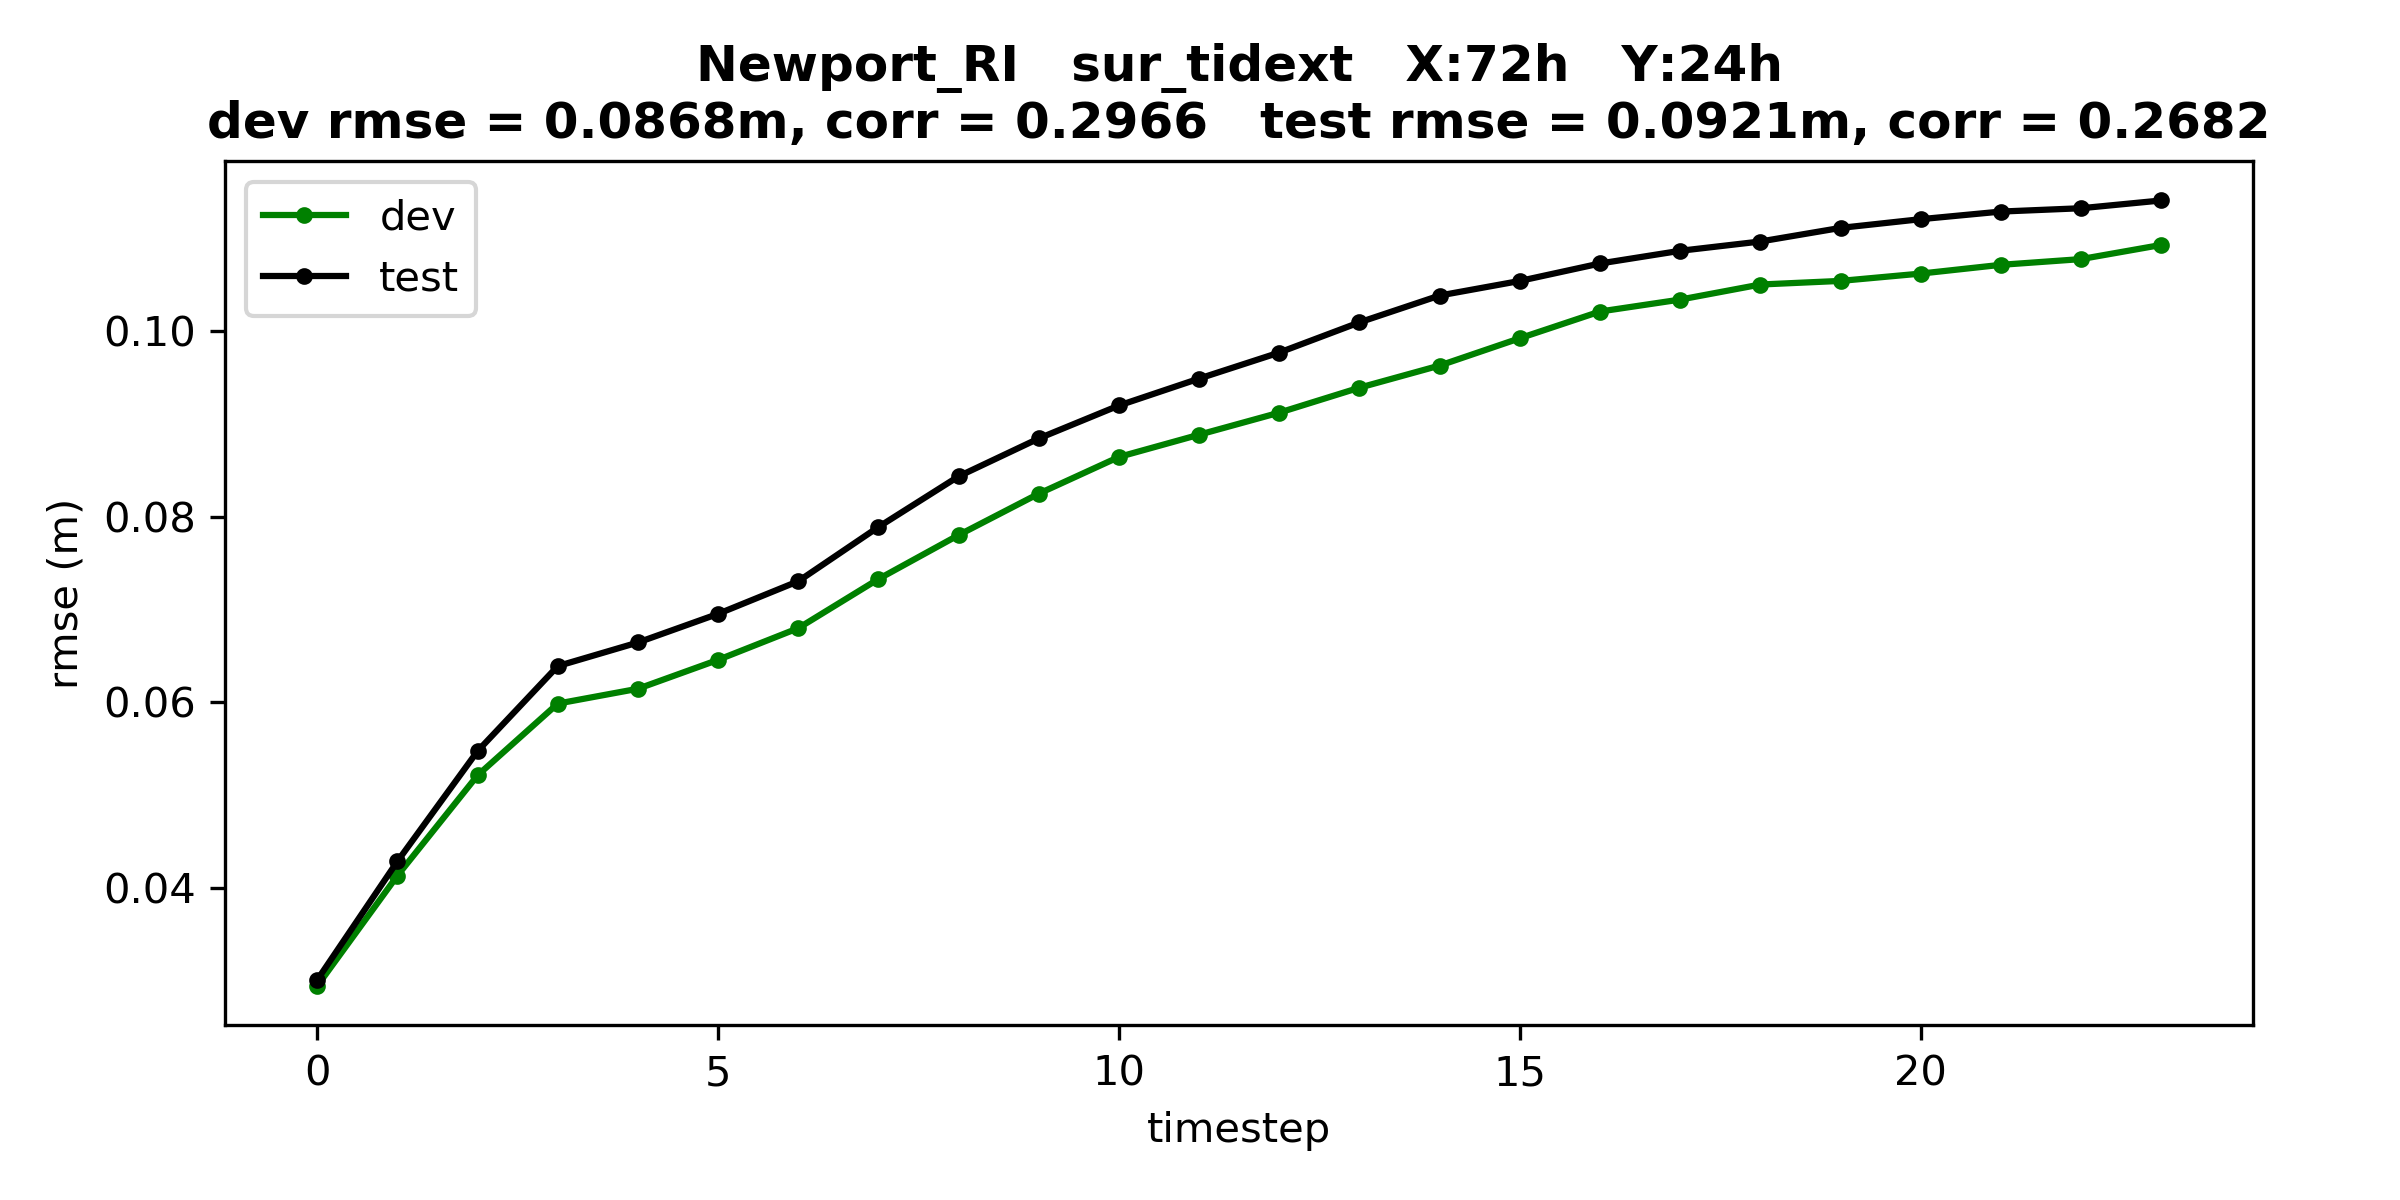 Newport_RI   sur_tidext   X:72h   Y:24h
dev rmse = 0.0868m, corr = 0.2966   test rmse = 0.0921m, corr = 0.2682
dev
test
rmse (m)
0.10
0.08
0.06
0.04
0 5 10 15 20
timestep